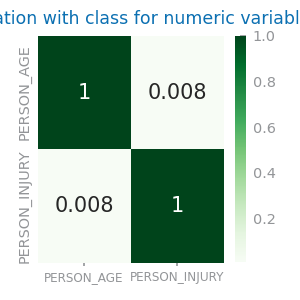 ation with class for numeric variabl
PERSON_AGE
1
0.008
PERSON_INJURY
0.008
1
PERSON_AGE
PERSON_INJURY
1.0
0.8
0.6
0.4
0.2